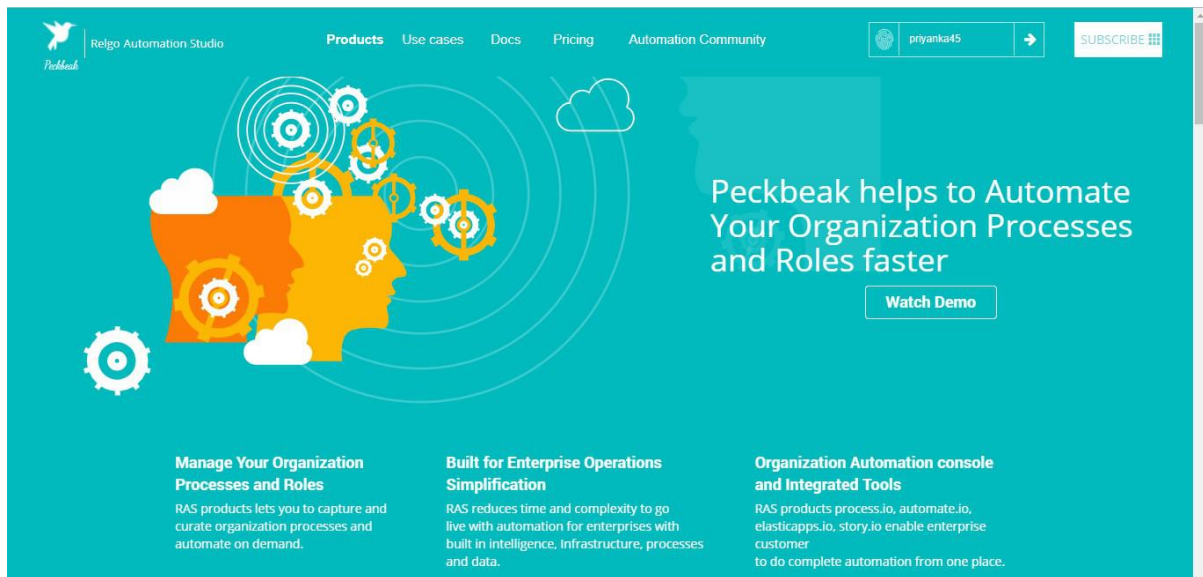 Peckbeak
Relgo Automation Studio
Products
Use cases
Docs
Pricing
Automation Community
priyanka45
SUBSCRIBE
Peckbeak helps to Automate
Your Organization Processes
and Roles faster
Watch Demo
Manage Your Organization
Processes and Roles
RAS products lets you to capture and
curate organization processes and
automate on demand.
Built for Enterprise Operations
Simplification
RAS reduces time and complexity to go
live with automation for enterprises with
built in intelligence, Infrastructure, processes
and data.
Organization Automation console
and Integrated Tools
RAS products process.io, automate.io,
elasticapps.io, story.io enable enterprise
customer
to do complete automation from one place.